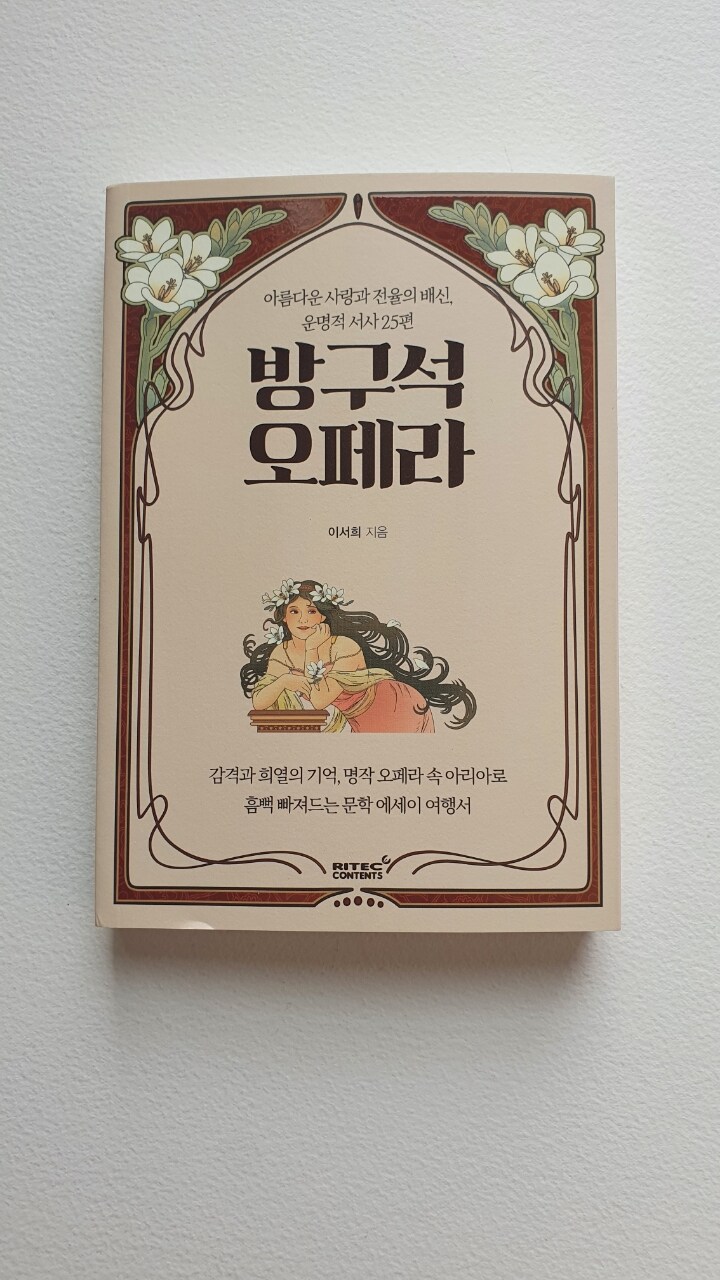 아름다운 사랑과 전율의 배신,
운명적 서사 25편
방구석
오페라
이서희 지음
감격과 희열의 기억, 명작 오페라 속 아리아로
흠뻑 빠져드는 문학 에세이 여행서
RITEC
CONTENTS